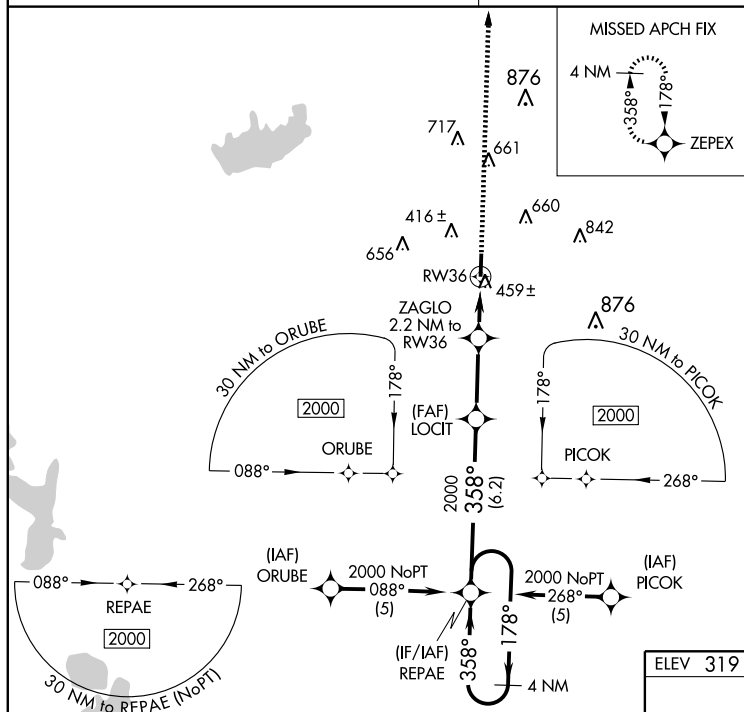 MISSED APCH FIX
4 NM
358°
178°
ZEPEX
876
717
661
416 ±
660
656
842
RW36
459 ±
ZAGLO
2.2 NM to
RW36
876
30 NM to ORUBE
178°
2000
ORUBE
088°
(FAF)
LOCIT
30 NM to PICOK
178°
2000
PICOK
268°
2000
358°
(6.2)
(IAF)
ORUBE
2000 NoPT
088°
(5)
2000 NoPT
268°
(5)
(IAF)
PICOK
088°
268°
REPAE
2000
30 NM to REPAE (NoPT)
(IF/IAF)
REPAE
358°
178°
4 NM
ELEV 319